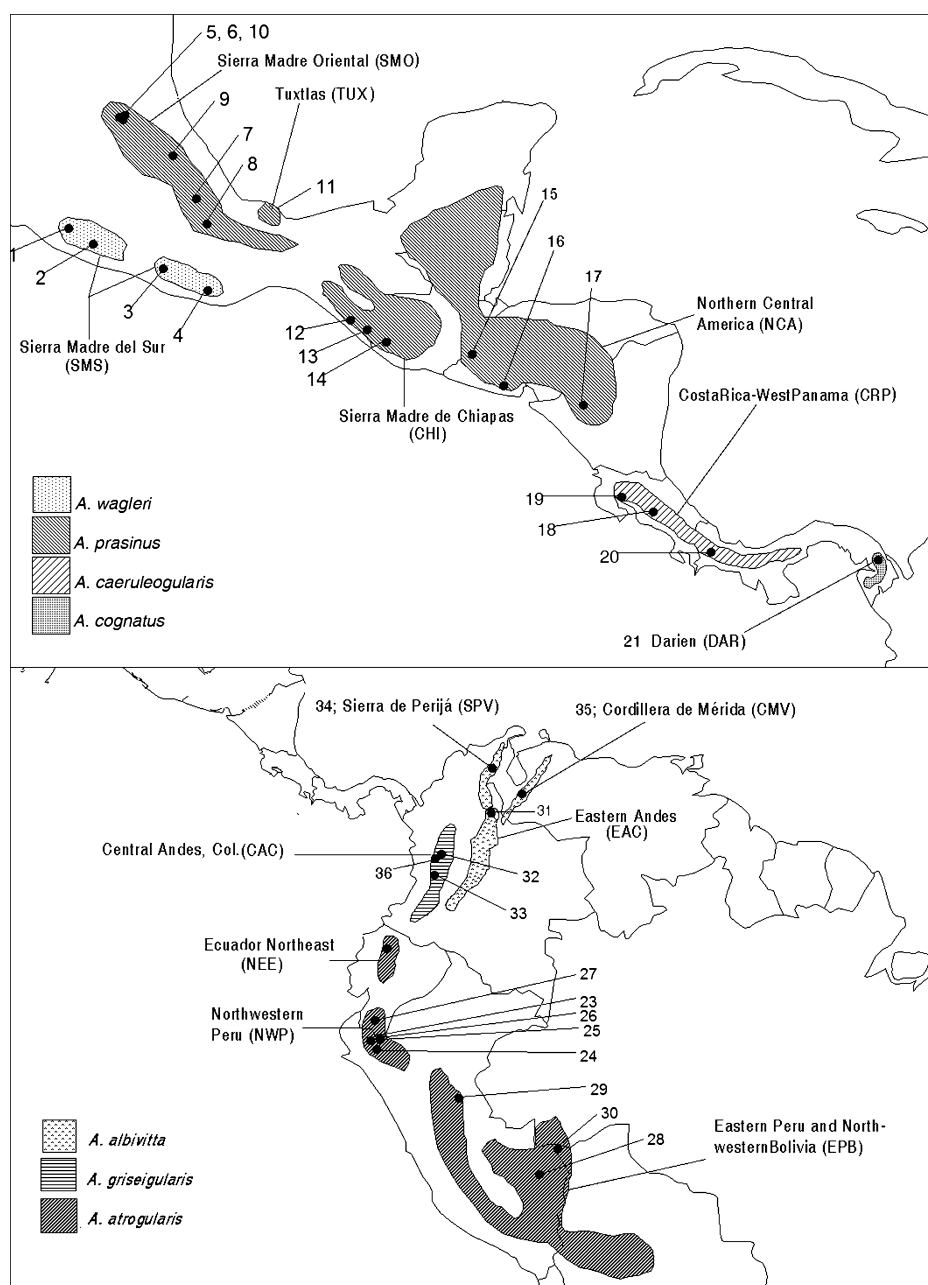 5, 6, 10
Sierra Madre Oriental (SMO)
Tuxtlas (TUX)
9
7
8
11
15
16
17
1
2
3
4
Northern Central
America (NCA)
Sierra Madre del Sur
(SMS)
12
13
14
Sierra Madre de Chiapas
(CHI)
CostaRica-WestPanama (CRP)
A. wagleri
A. prasinus
A. caeruleogularis
A. cognatus
19
18
20
21 Darien (DAR)
34; Sierra de Perijá (SPV)
35; Cordillera de Mérida (CMV)
31
Eastern Andes
(EAC)
Central Andes, Col.(CAC)
36
32
33
Ecuador Northeast
(NEE)
27
Northwestern
Peru (NWP)
23
26
25
24
29
30
28
Eastern Peru and North-
westernBolivia (EPB)
A. albivitta
A. griseigularis
A. atrogularis